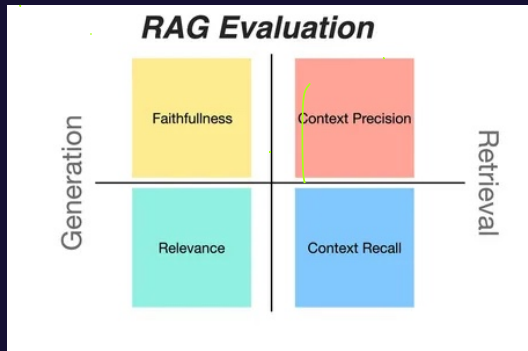 RAG Evaluation
Generation
Faithfullness
Context Precision
Retrieval
Relevance
Context Recall